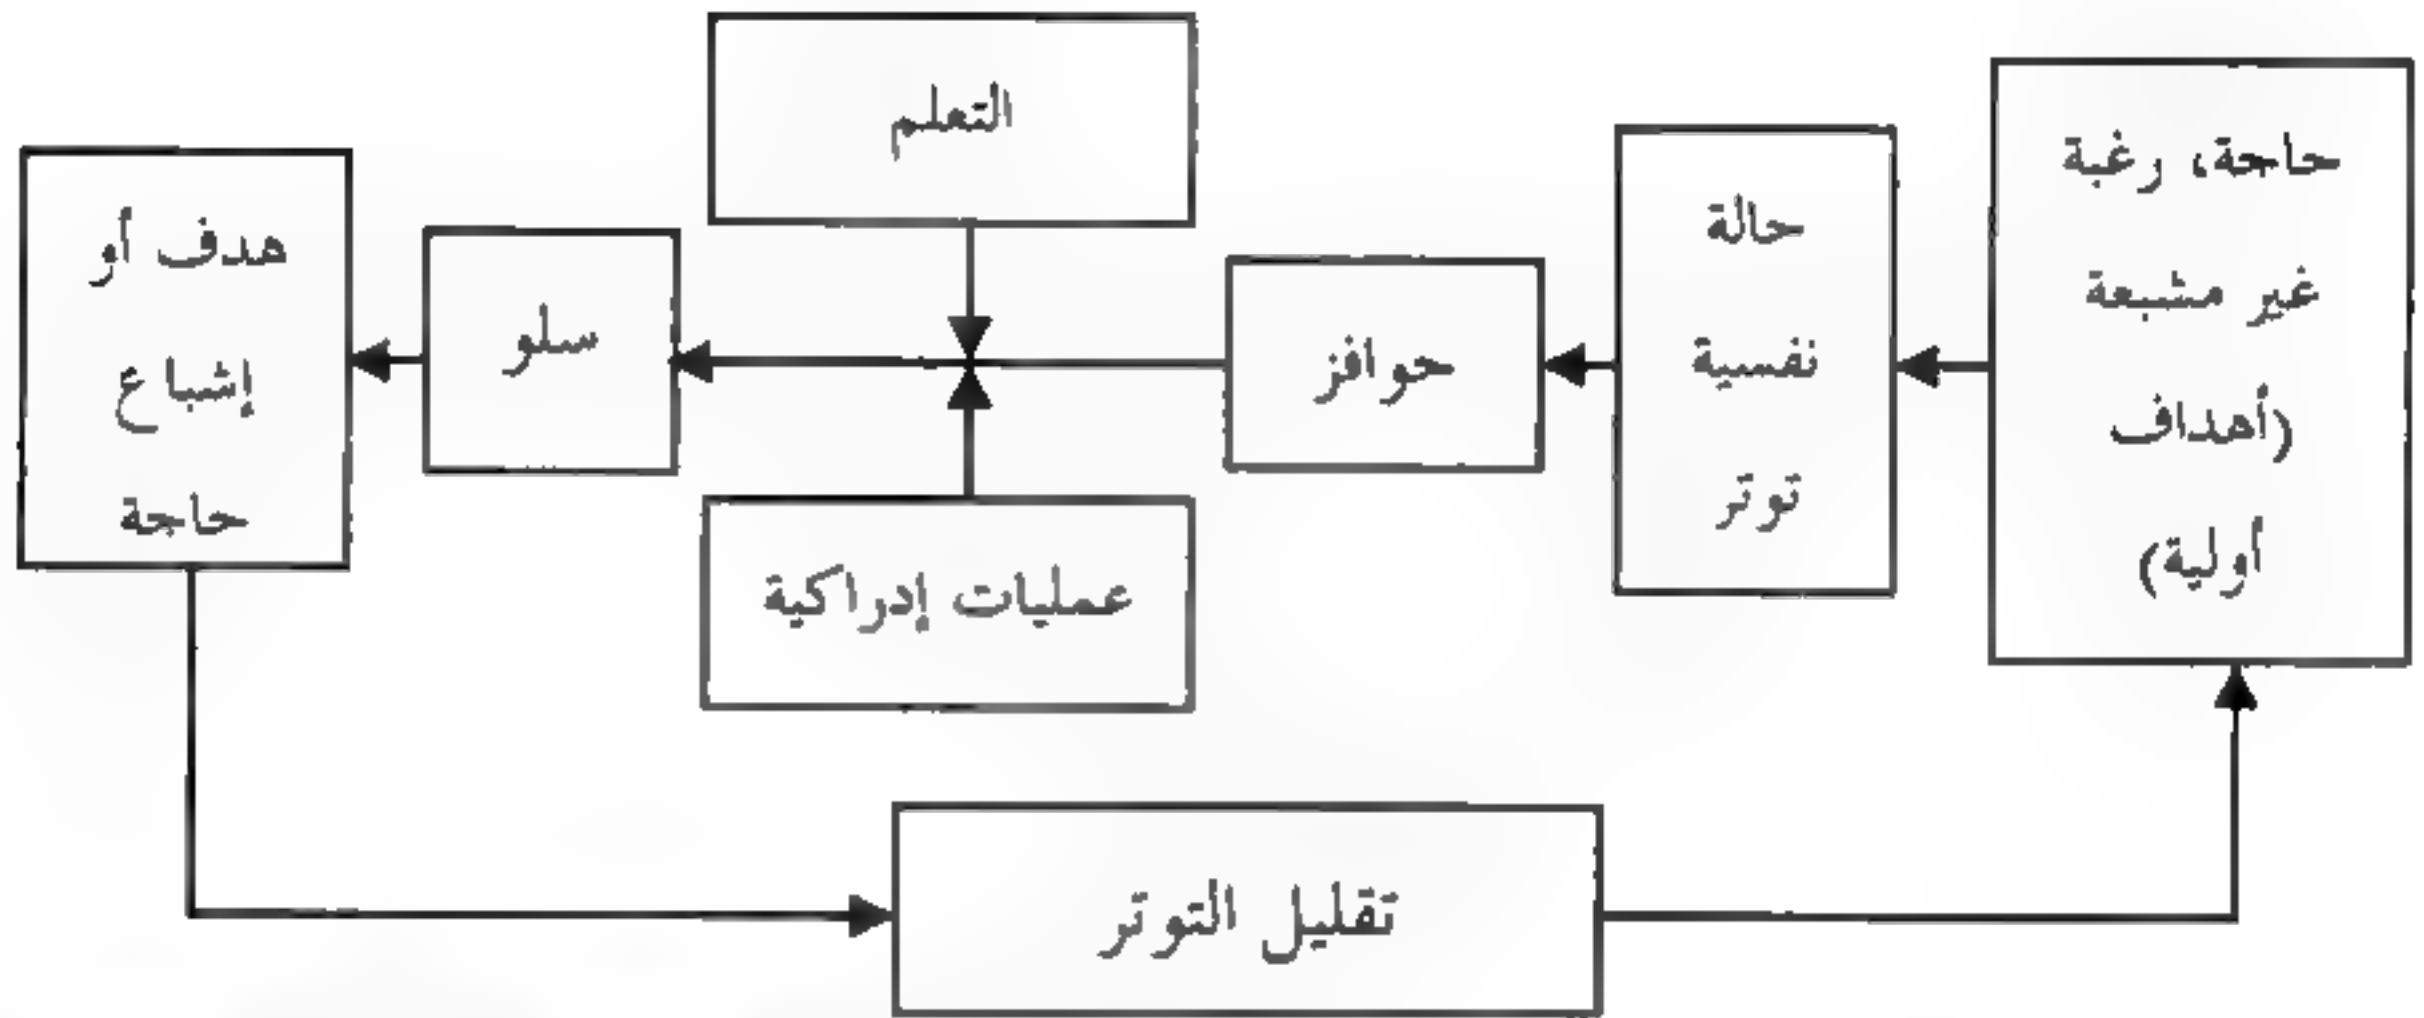 حاجة، رغبة
غير مشبعة
(أهداف
أولية)
حالة
نفسية
توتر
حوافز
التعلم
عمليات إدراكية
سلو
هدف أو
إشباع
حاجة
تقليل التوتر